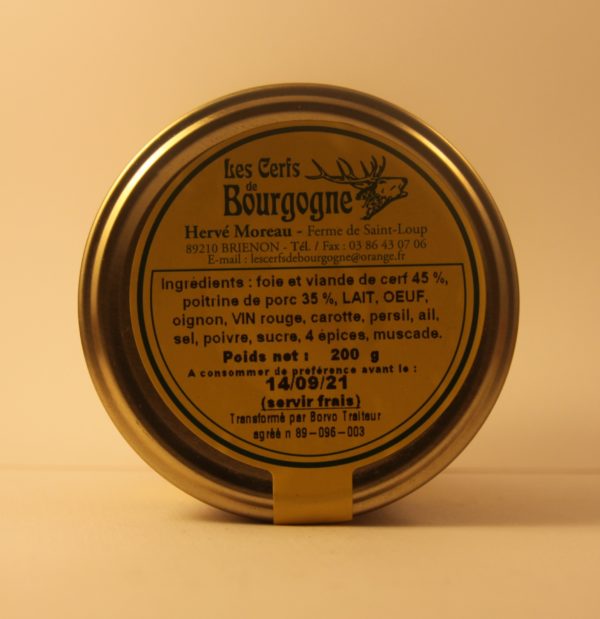 Les Cerfs
de
Bourgogne
Hervé Moreau - Ferme de Saint-Loup
89210 BRIENON - Tél. / Fax : 03 86 43 07 06
E-mail : lescerfsdebourgogne@orange.fr
Ingrédients : foie et viande de cerf 45 %,
poitrine de porc 35 %, LAIT, OEUF,
oignon, VIN rouge, carotte, persil, ail,
sel, poivre, sucre, 4 épices, muscade.
Poids net : 200 g
A consommer de préférence avant le :
14/09/21
(servir frais)
Transformé par Borvo Traiteur
agréé n 89-096-003